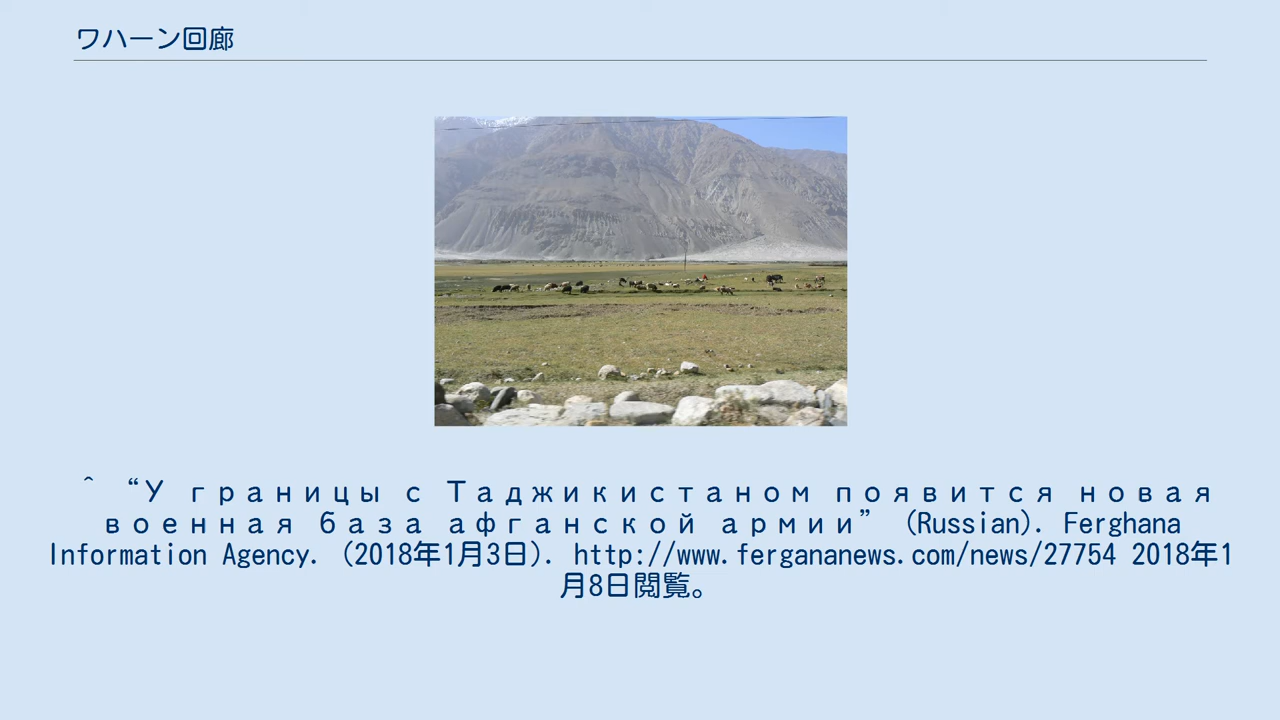 ワハーン回廊
^ “У границы с Таджикистаном появится новая
военная база афганской армии” (Russian). Ferghana
Information Agency. (2018年1月3日). http://www.fergananews.com/news/27754 2018年1
月8日閲覧。